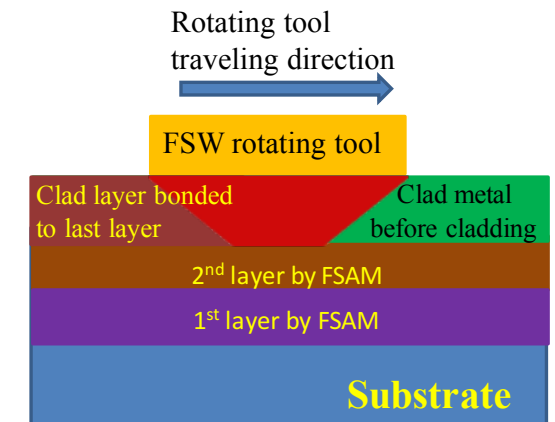 Rotating tool
traveling direction
FSW rotating tool
Clad layer bonded
to last layer
Clad metal
before cladding
2nd layer by FSAM
1st layer by FSAM
Substrate